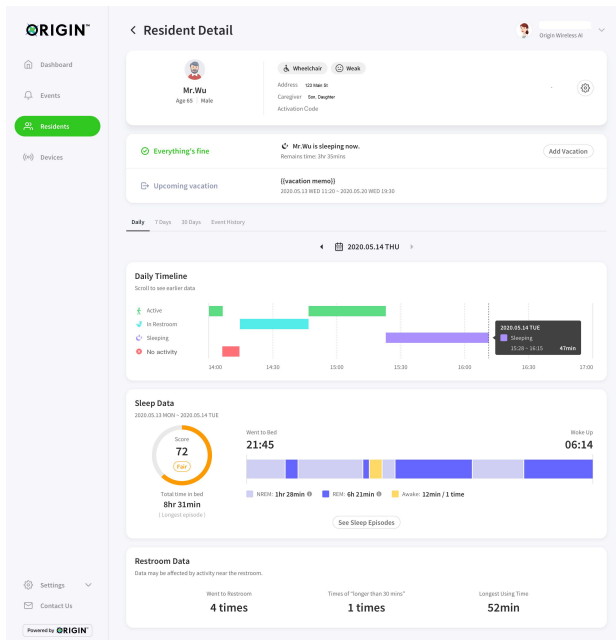 ORIGIN™
Dashboard
Events
Residents
Devices
Settings
Contact Us
Powered by ORIGIN™
Resident Detail
Origin Wireless AI
Mr.Wu
Age 65 | Male
Wheelchair
Weak
Address 123 Main St
Caregiver Son, Daughter
Activation Code
-
Everything's fine
Mr.Wu is sleeping now.
Remains time: 3hr 35mins
Add Vacation
Upcoming vacation
{{vacation memo}}
2020.05.13 WED 11:20 ~ 2020.05.20 WED 19:30
Daily 7 Days 30 Days Event History
2020.05.14 THU
Daily Timeline
Scroll to see earlier data
Active
In Restroom
Sleeping
No activity
2020.05.14 TUE
Sleeping
15:28 ~ 16:15 47min
14:00 14:30 15:00 15:30 16:00 16:30 17:00
Sleep Data
2020.05.13 MON ~ 2020.05.14 TUE
Score
72
Fair
Total time in bed
8hr 31min
( Longest episode )
Went to Bed
21:45
Woke Up
06:14
NREM: 1hr 28min
REM: 6h 21min
Awake: 12min / 1 time
See Sleep Episodes
Restroom Data
Data may be affected by activity near the restroom.
Went to Restroom
4 times
Times of "longer than 30 mins"
1 times
Longest Using Time
52min